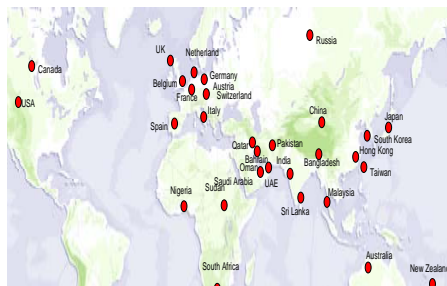 Russia
UK
Netherland
Canada
Germany
Belgium
Austria
France
Switzerland
USA
Italy
China
Japan
Spain
South Korea
Qatar
Pakistan
Hong Kong
Bahrain
India
Bangladesh
Oman
Taiwan
Saudi Arabia
UAE
Nigeria
Sudan
Malaysia
Sri Lanka
Australia
South Africa
New Zealand